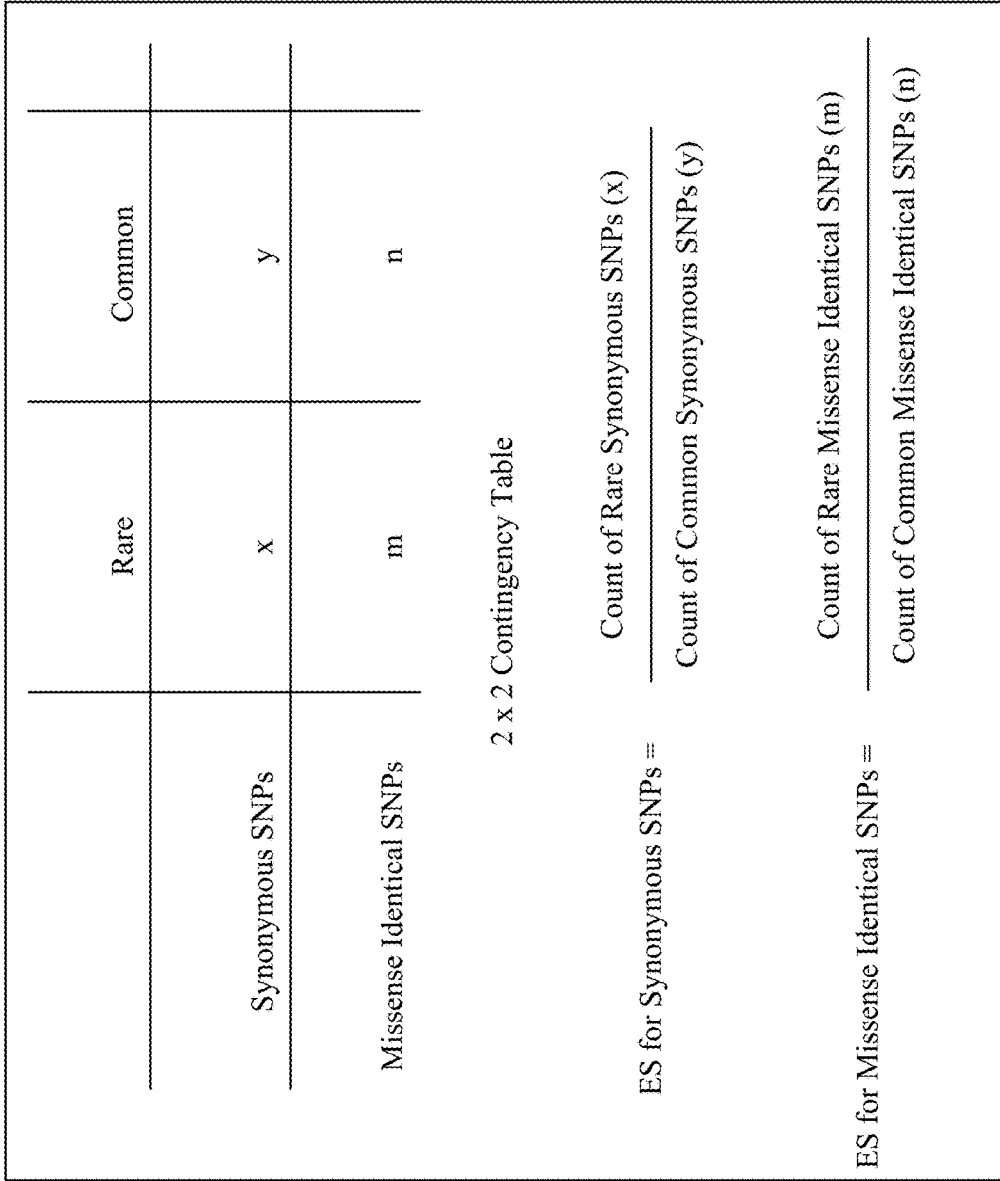 Rare Common
Synonymous SNPs x y
Missense Identical SNPs m n
2 x 2 Contingency Table
ES for Synonymous SNPs =
Count of Rare Synonymous SNPs (x)
Count of Common Synonymous SNPs (y)
ES for Missense Identical SNPs =
Count of Rare Missense Identical SNPs (m)
Count of Common Missense Identical SNPs (n)